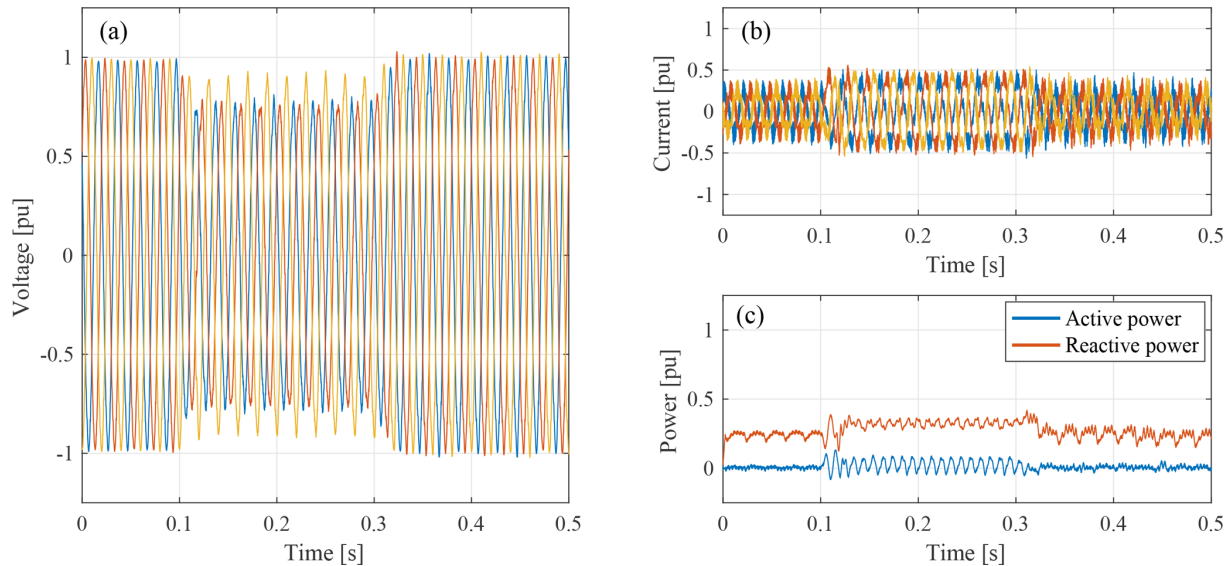 (a)
1
0.5
0
-0.5
-1
Voltage [pu]
0 0.1 0.2 0.3 0.4 0.5
Time [s]
(b)
1
0.5
0
-0.5
-1
Current [pu]
0 0.1 0.2 0.3 0.4 0.5
Time [s]
(c)
Active power
Reactive power
1
0.5
0
Power [pu]
0 0.1 0.2 0.3 0.4 0.5
Time [s]